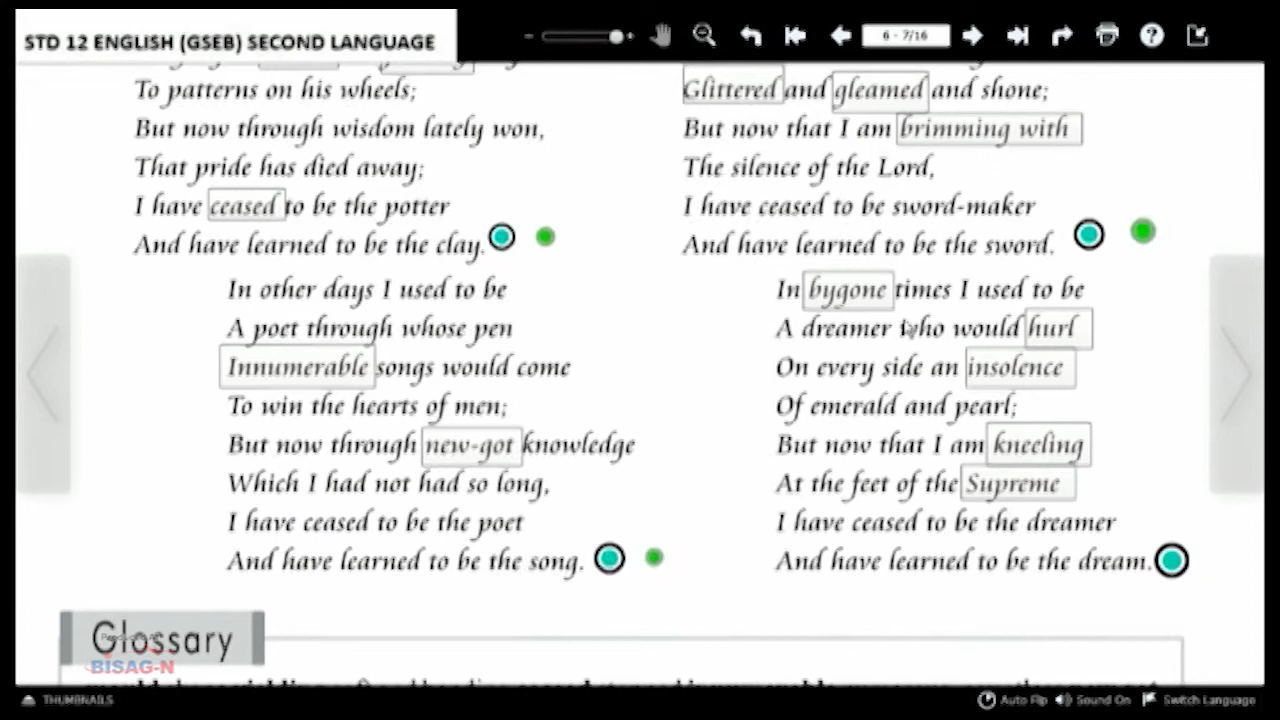 STD 12 ENGLISH (GSEB) SECOND LANGUAGE
6 - 7/16
To patterns on his wheels;
But now through wisdom lately won,
That pride has died away;
I have ceased to be the potter
And have learned to be the clay.
In other days I used to be
A poet through whose pen
Innumerable songs would come
To win the hearts of men;
But now through new-got knowledge
Which I had not had so long,
I have ceased to be the poet
And have learned to be the song.
Glittered and gleamed and shone;
But now that I am brimming with
The silence of the Lord,
I have ceased to be sword-maker
And have learned to be the sword.
In bygone times I used to be
A dreamer who would hurl
On every side an insolence
Of emerald and pearl;
But now that I am kneeling
At the feet of the Supreme
I have ceased to be the dreamer
And have learned to be the dream.
Glossary
BISAG-N
THUMBNAILS
Auto Flip
Sound On
Switch Language